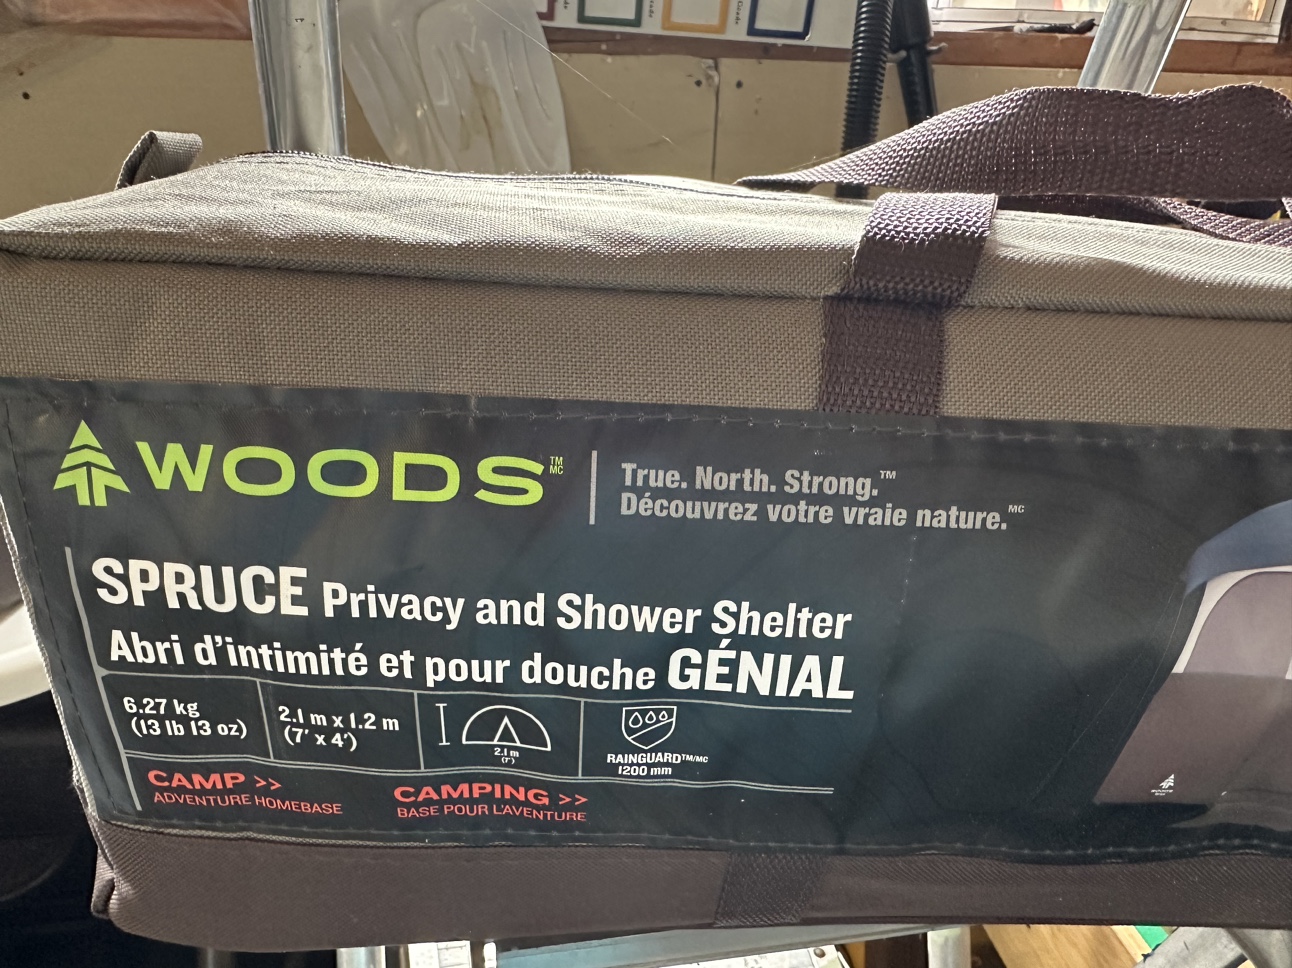 WOODS™ MC
True. North. Strong.™
Découvrez votre vraie nature.MC
SPRUCE Privacy and Shower Shelter
Abri d'intimité et pour douche GÉNIAL
6.27 kg
(13 lb 13 oz)
2.1 m x 1.2 m
(7' x 4')
2.1 m
(7')
RAINGUARD™/MC
1200 mm
CAMP >>
ADVENTURE HOMEBASE
CAMPING >>
BASE POUR L'AVENTURE